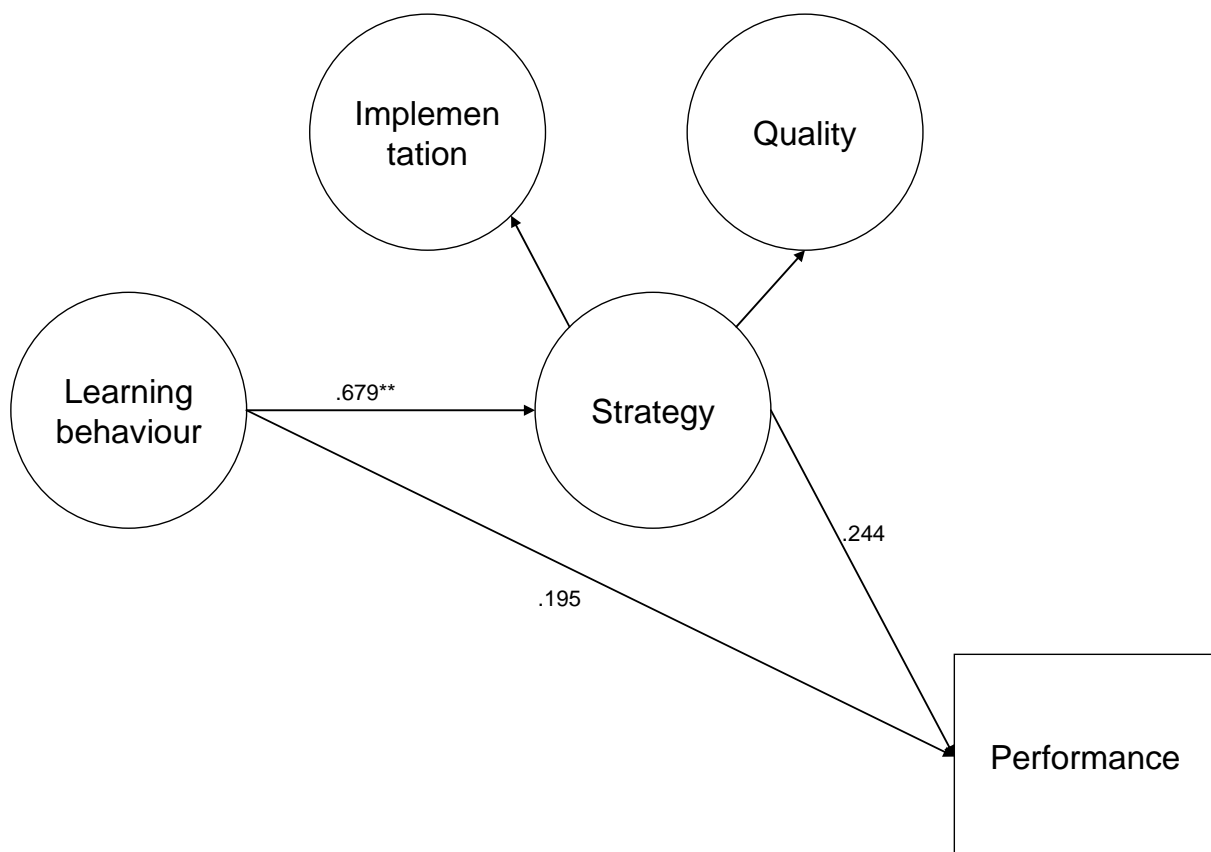 Implemen
tation
Quality
Learning
behaviour
.679**
Strategy
.244
.195
Performance